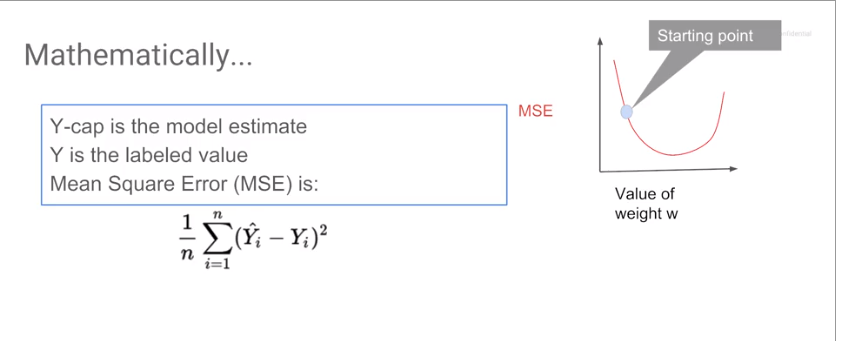 Mathematically...
Y-cap is the model estimate
Y is the labeled value
Mean Square Error (MSE) is:
$\frac{1}{n} \sum_{i=1}^{n} (\hat{Y}_i - Y_i)^2$
MSE
Starting point
nfidential
Value of
weight w